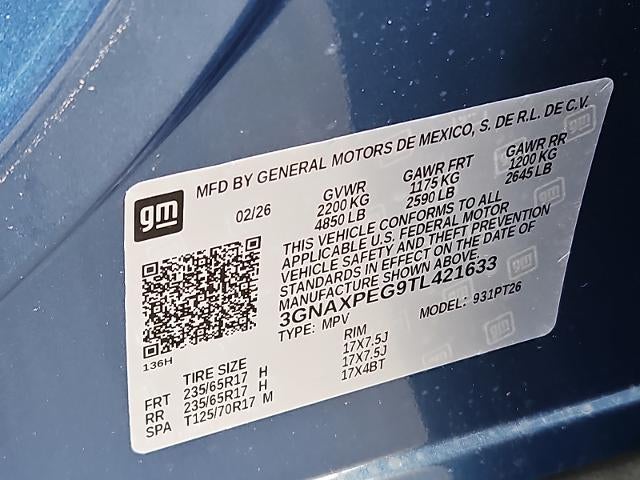 MFD BY GENERAL MOTORS DE MEXICO, S. DE R.L. DE C.V.
gm
02/26
GVWR GAWR FRT GAWR RR
2200 KG 1175 KG 1200 KG
4850 LB 2590 LB 2645 LB
THIS VEHICLE CONFORMS TO ALL
APPLICABLE U.S. FEDERAL MOTOR
VEHICLE SAFETY AND THEFT PREVENTION
STANDARDS IN EFFECT ON THE DATE OF
MANUFACTURE SHOWN ABOVE.
3GNAXPEG9TL421633
TYPE: MPV MODEL: 931PT26
136H
TIRE SIZE RIM
FRT 235/65R17 H 17X7.5J
RR 235/65R17 H 17X7.5J
SPA T125/70R17 M 17X4BT